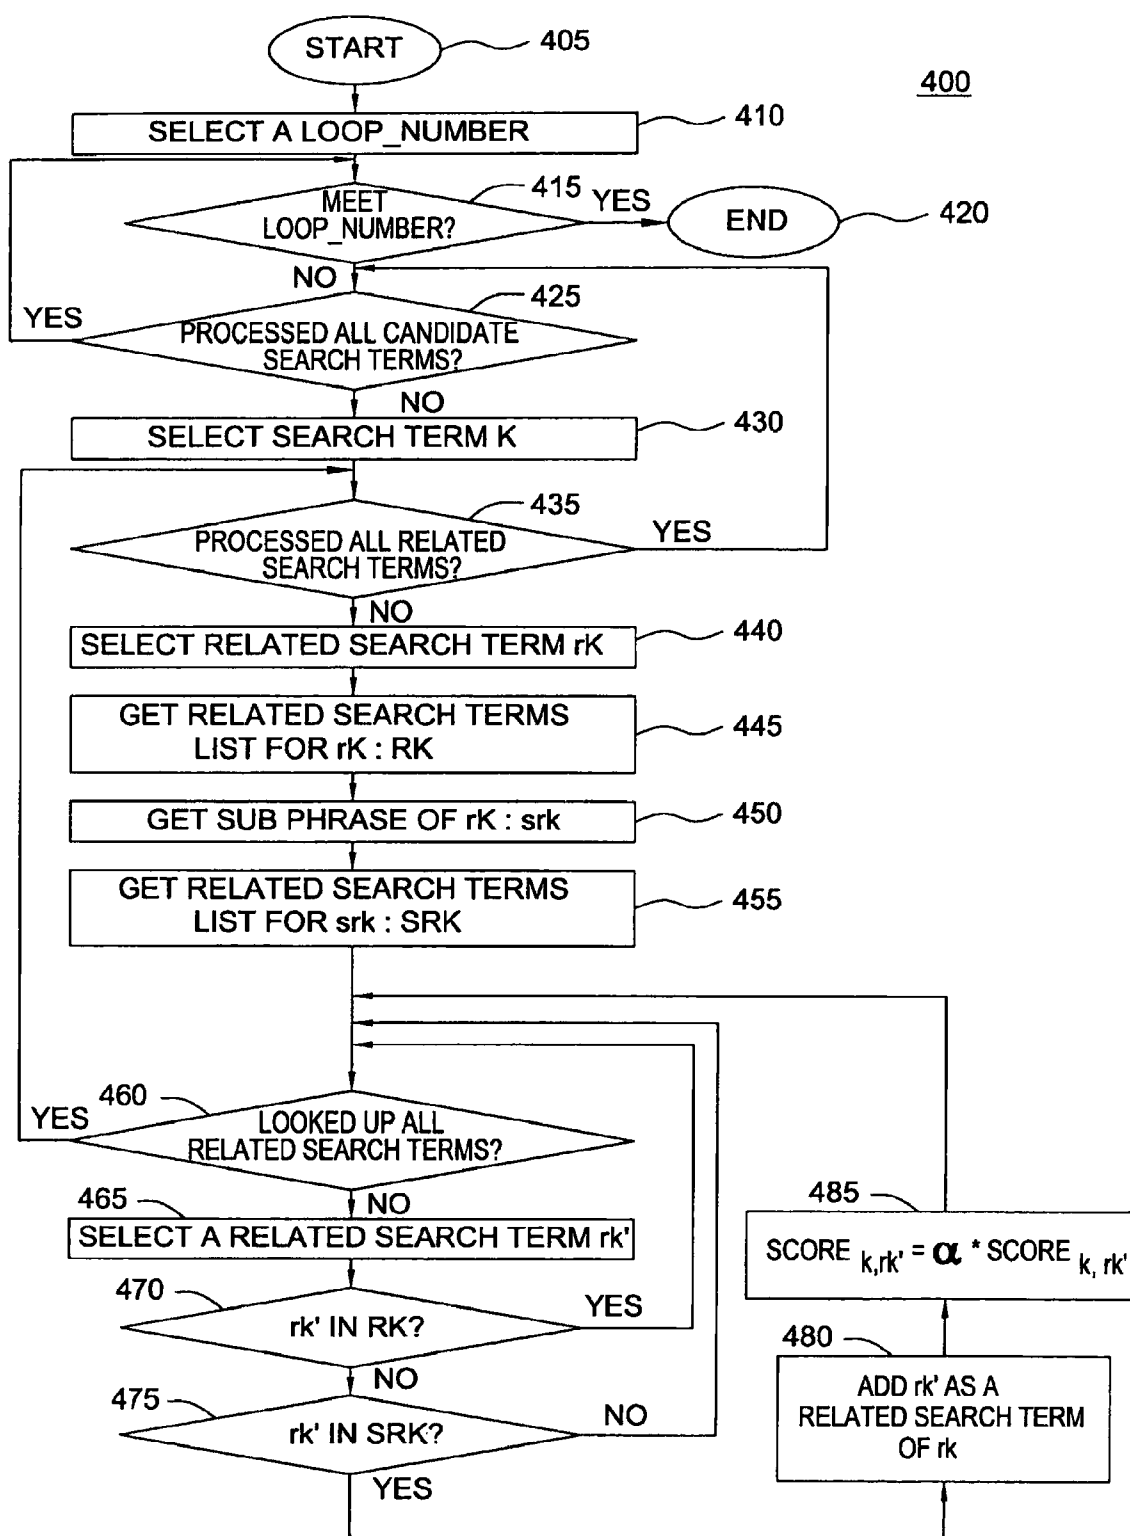 START
405
400
SELECT A LOOP_NUMBER
410
MEET
LOOP_NUMBER?
415
YES
END
420
NO
YES
425
PROCESSED ALL CANDIDATE
SEARCH TERMS?
NO
SELECT SEARCH TERM K
430
435
PROCESSED ALL RELATED
SEARCH TERMS?
YES
NO
SELECT RELATED SEARCH TERM rK
440
GET RELATED SEARCH TERMS
LIST FOR rK : RK
445
GET SUB PHRASE OF rK : srk
450
GET RELATED SEARCH TERMS
LIST FOR srk : SRK
455
460
YES
LOOKED UP ALL
RELATED SEARCH TERMS?
NO
465
SELECT A RELATED SEARCH TERM rk'
470
rk' IN RK?
YES
NO
475
rk' IN SRK?
NO
YES
485
SCORE k,rk' = α * SCORE k, rk'
480
ADD rk' AS A
RELATED SEARCH TERM
OF rk